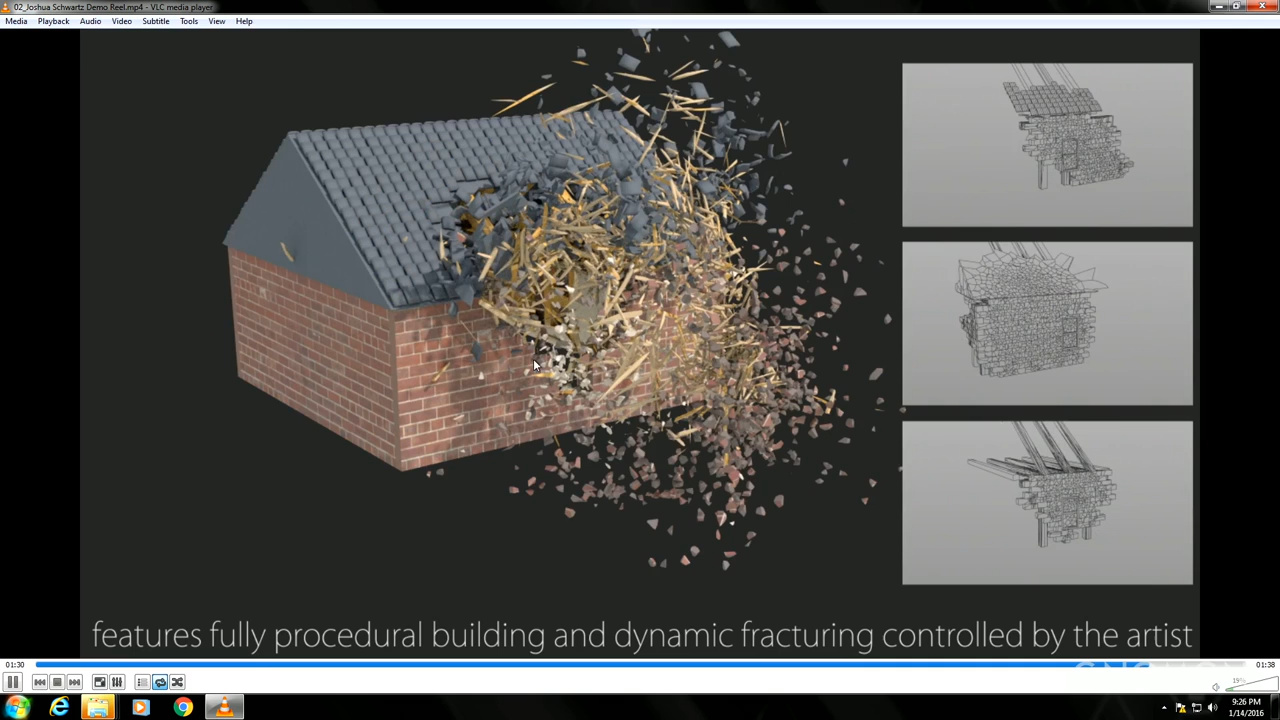 02_Joshua Schwartz Demo Reel.mp4 - VLC media player
Media Playback Audio Video Subtitle Tools View Help
features fully procedural building and dynamic fracturing controlled by the artist
01:30
01:38
19%
9:26 PM
1/14/2016